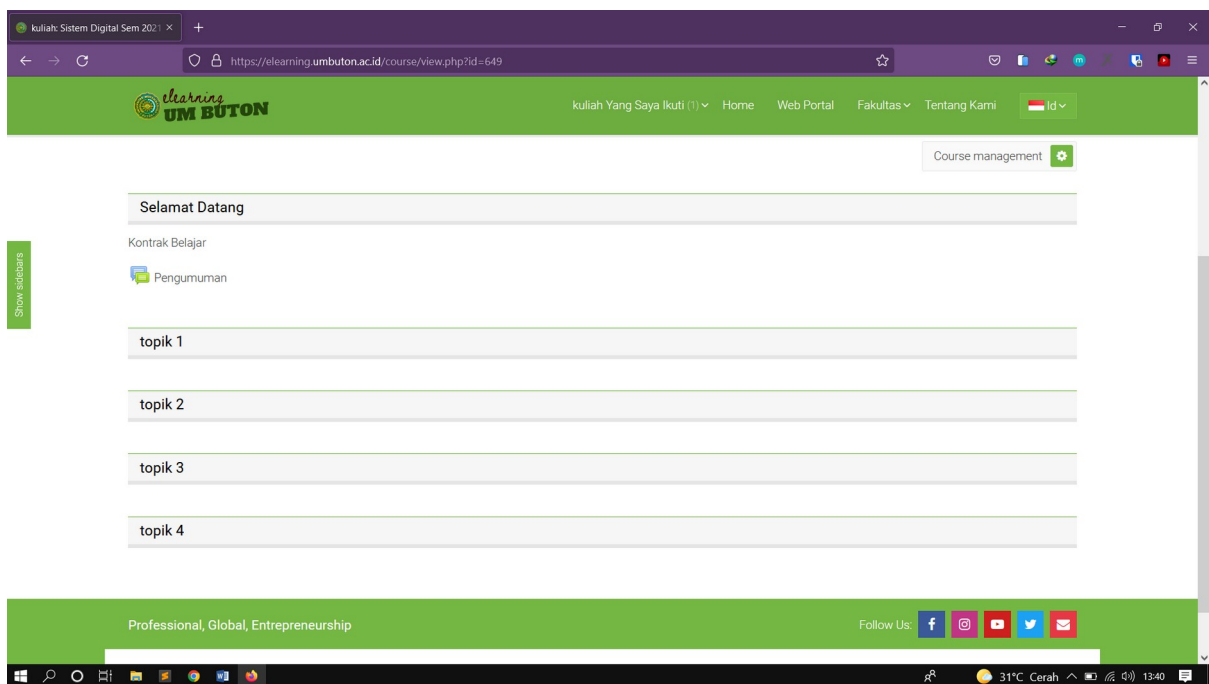 kuliah: Sistem Digital Sem 2021
https://elearning.umbuton.ac.id/course/view.php?id=649
elearning
UM BUTON
kuliah Yang Saya Ikuti (1) Home Web Portal Fakultas Tentang Kami Id
Course management
Selamat Datang
Kontrak Belajar
Pengumuman
Show sidebars
topik 1
topik 2
topik 3
topik 4
Professional, Global, Entrepreneurship
Follow Us:
31°C Cerah 13:40